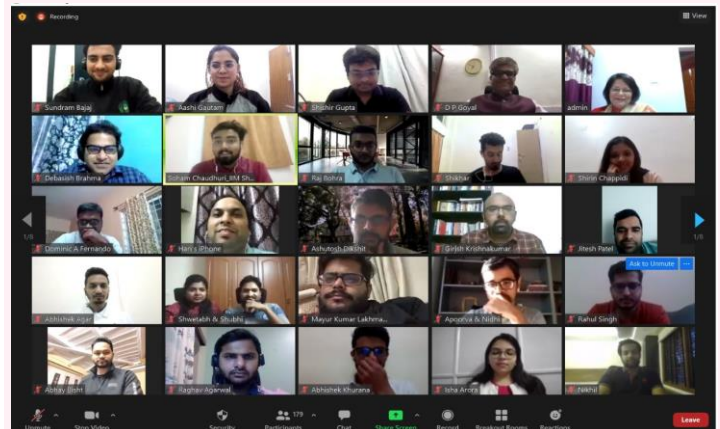 Recording
View
Sundram Bajaj
Aashi Gautam
Shishir Gupta
D P Goyal
admin
Debasish Brahma
Soham Chaudhuri_IIM Sh...
Raj Bohra
Shikhar
Shirin Chappidi
Dominic A Fernando
Hari's iPhone
Ashutosh Dikshit
Girish Krishnakumar
Jitesh Patel
1/8
1/8
Ask to Unmute ...
Abhishek Agar
Shwetabh & Shubhi
Mayur Kumar Lakhma...
Apoorva & Nidhi
Rahul Singh
Abhay Bisht
Raghav Agarwal
Abhishek Khurana
Isha Arora
Nikhil
179
Unmute
Stop Video
Security
Participants
Chat
Share Screen
Record
Breakout Rooms
Reactions
Leave